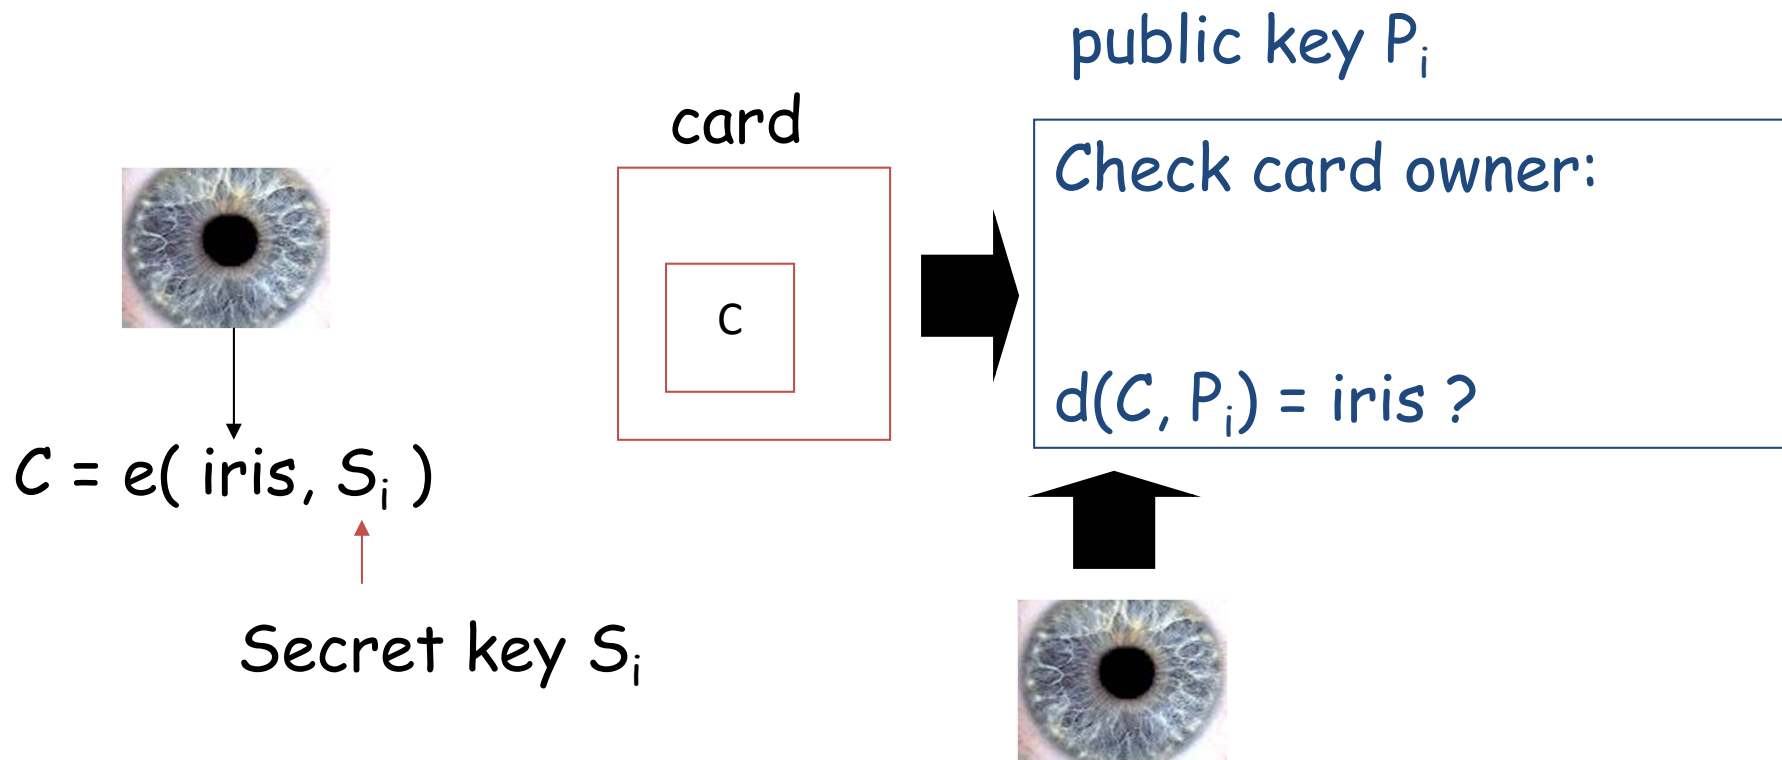 public key Pi
card
Check card owner:
C
d(C, Pi) = iris ?
C = e( iris, Si )
Secret key Si